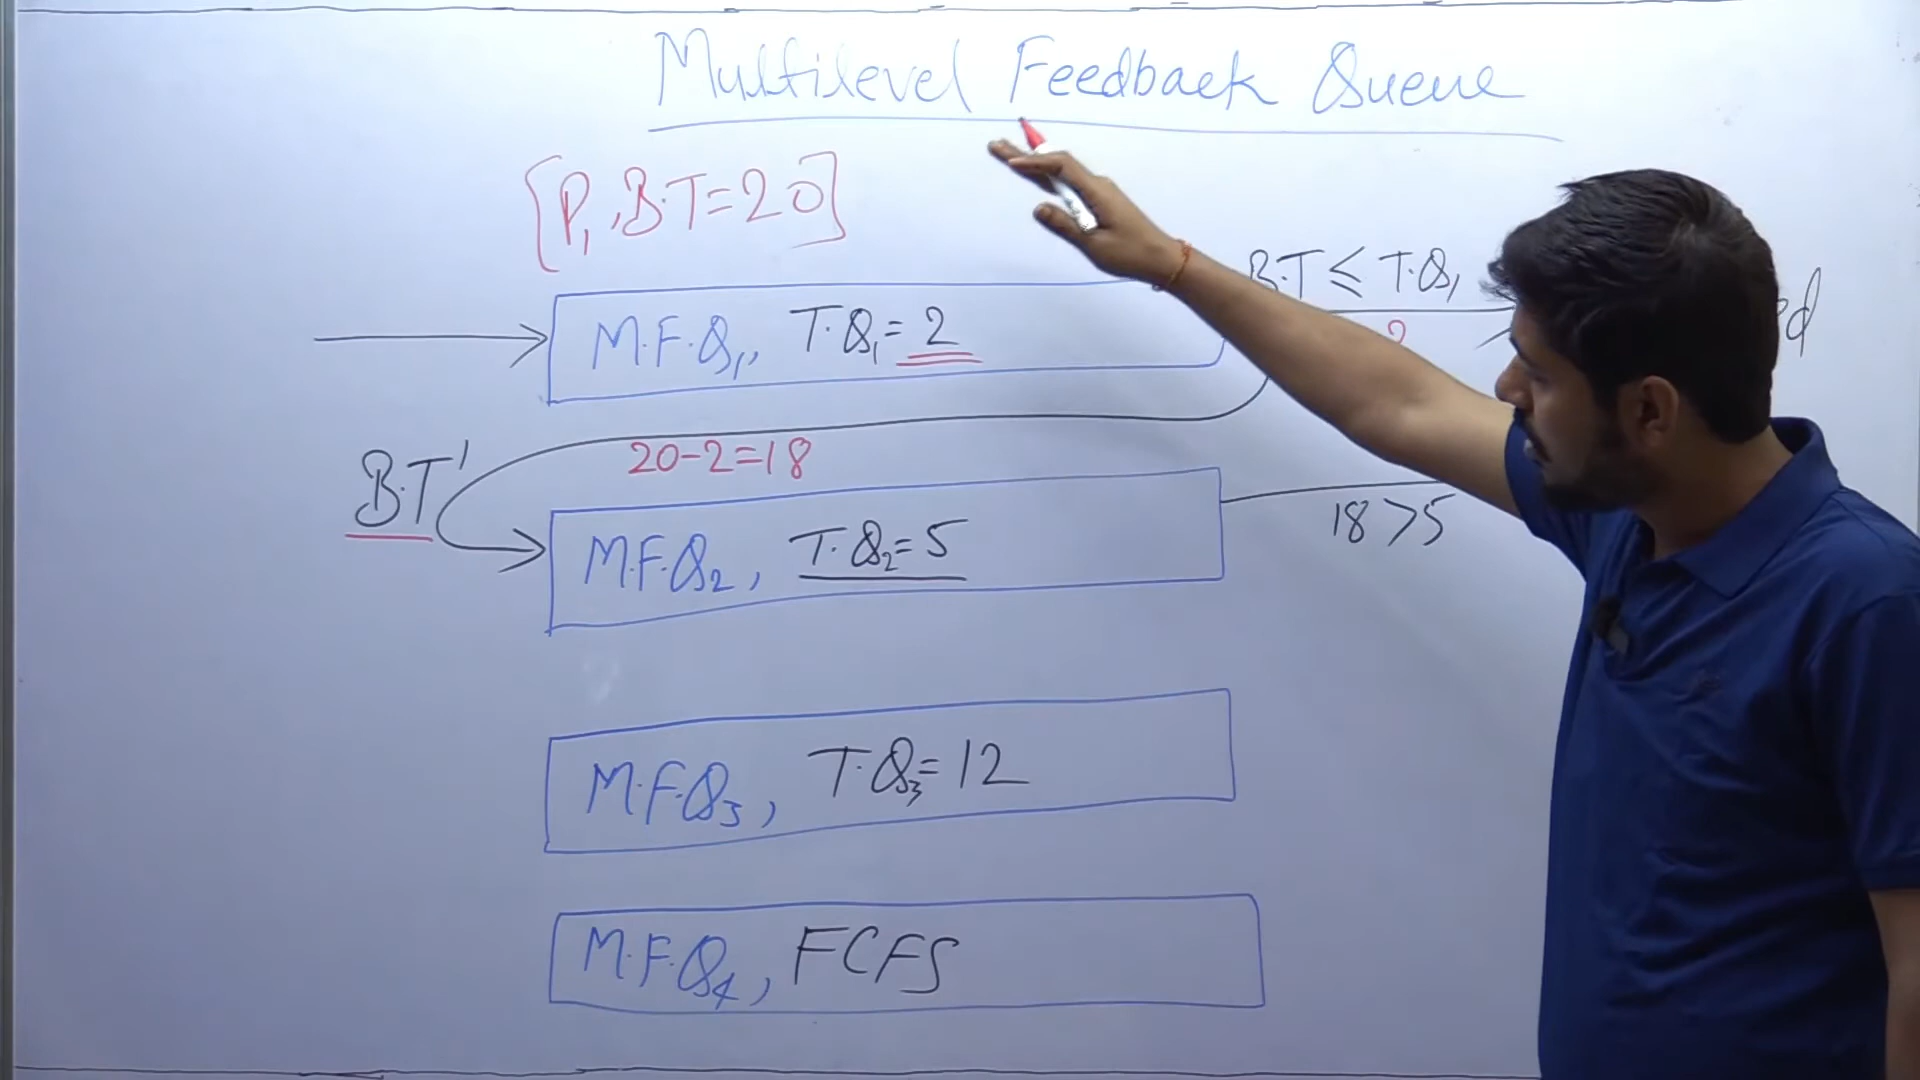 Multilevel Feedback Queue
[P1, B.T=20]
B.T ≤ T.Q1
M.F.Q1, T.Q1= 2
20-2=18
B.T'
M.F.Q2, T.Q2= 5
18 >5
M.F.Q3, T.Q3= 12
M.F.Q4, FCFS